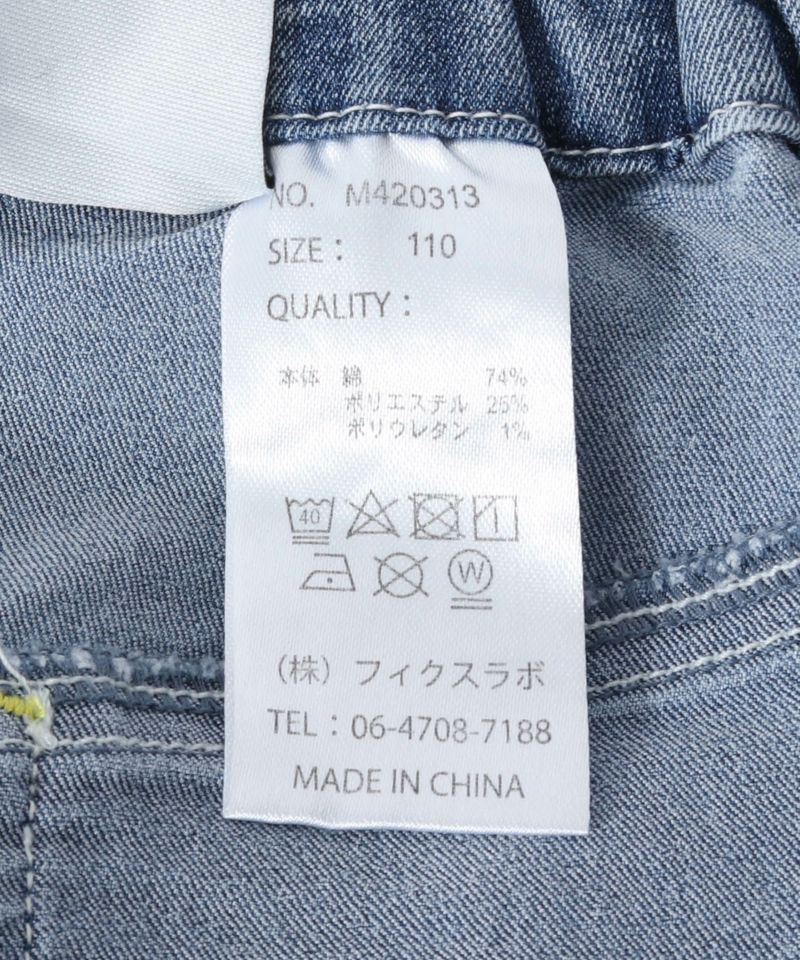 NO. M420313
SIZE : 110
QUALITY :
本体 綿 74%
ポリエステル 25%
ポリウレタン 1%
40
W
(株) フィクスラボ
TEL : 06-4708-7188
MADE IN CHINA